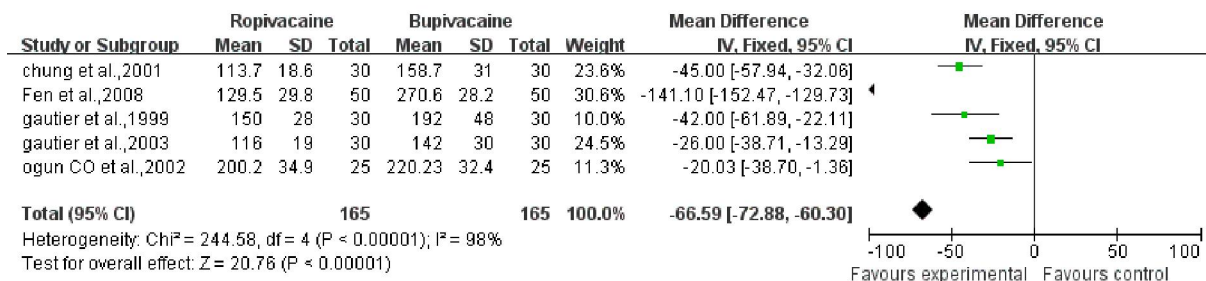 Ropivacaine Bupivacaine Mean Difference Mean Difference
Study or Subgroup Mean SD Total Mean SD Total Weight IV, Fixed, 95% CI IV, Fixed, 95% CI
chung et al.,2001 113.7 18.6 30 158.7 31 30 23.6% -45.00 [-57.94, -32.06]
Fen et al.,2008 129.5 29.8 50 270.6 28.2 50 30.6% -141.10 [-152.47, -129.73]
gautier et al.,1999 150 28 30 192 48 30 10.0% -42.00 [-61.89, -22.11]
gautier et al.,2003 116 19 30 142 30 30 24.5% -26.00 [-38.71, -13.29]
ogun CO et al.,2002 200.2 34.9 25 220.23 32.4 25 11.3% -20.03 [-38.70, -1.36]
Total (95% CI) 165 165 100.0% -66.59 [-72.88, -60.30]
Heterogeneity: Chi² = 244.58, df = 4 (P < 0.00001); I² = 98%
Test for overall effect: Z = 20.76 (P < 0.00001)
-100 -50 0 50 100
Favours experimental Favours control